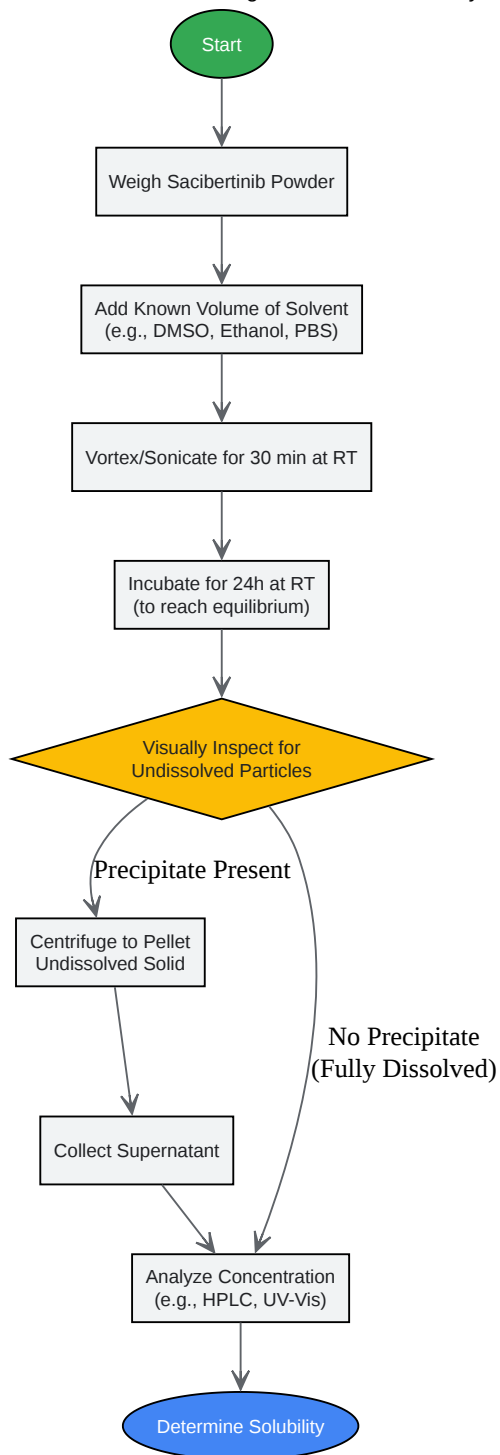 Start
Weigh Sacibertinib Powder
Add Known Volume of Solvent
(e.g., DMSO, Ethanol, PBS)
Vortex/Sonicate for 30 min at RT
Incubate for 24h at RT
(to reach equilibrium)
Visually Inspect for
Undissolved Particles
Precipitate Present
Centrifuge to Pellet
Undissolved Solid
No Precipitate
(Fully Dissolved)
Collect Supernatant
Analyze Concentration
(e.g., HPLC, UV-Vis)
Determine Solubility